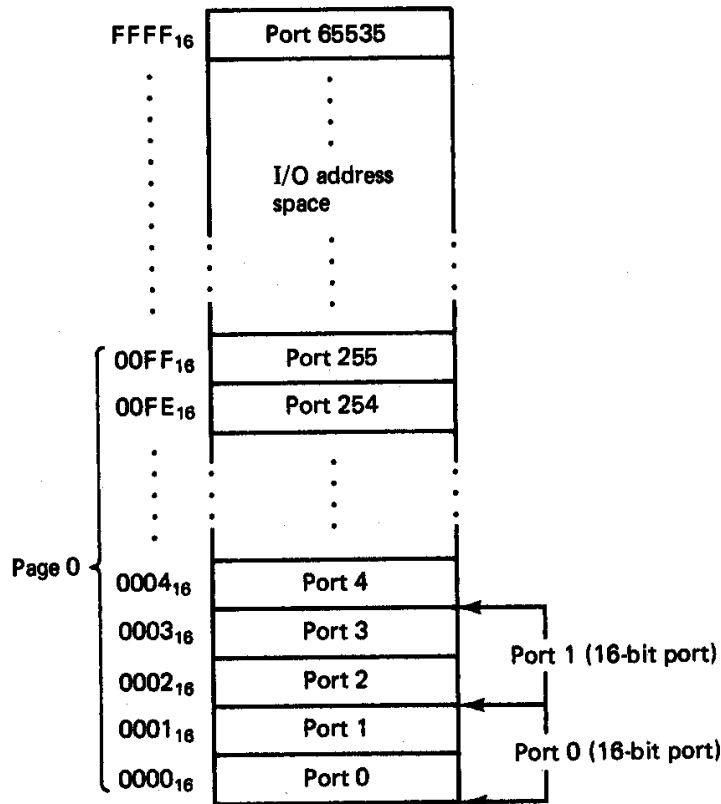 FFFF₁₆ Port 65535
I/O address
space
00FF₁₆ Port 255
00FE₁₆ Port 254
Page 0
0004₁₆ Port 4
0003₁₆ Port 3
Port 1 (16-bit port)
0002₁₆ Port 2
0001₁₆ Port 1
Port 0 (16-bit port)
0000₁₆ Port 0